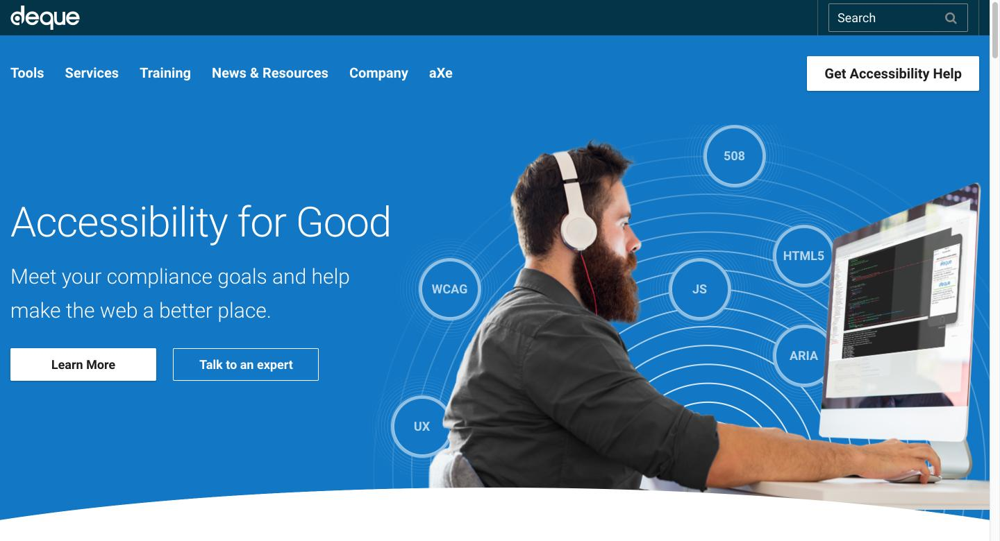 deque
Search
Tools Services Training News & Resources Company aXe
Get Accessibility Help
508
Accessibility for Good
HTML5
Meet your compliance goals and help
WCAG
JS
make the web a better place.
ARIA
Learn More
Talk to an expert
UX
deque
deque